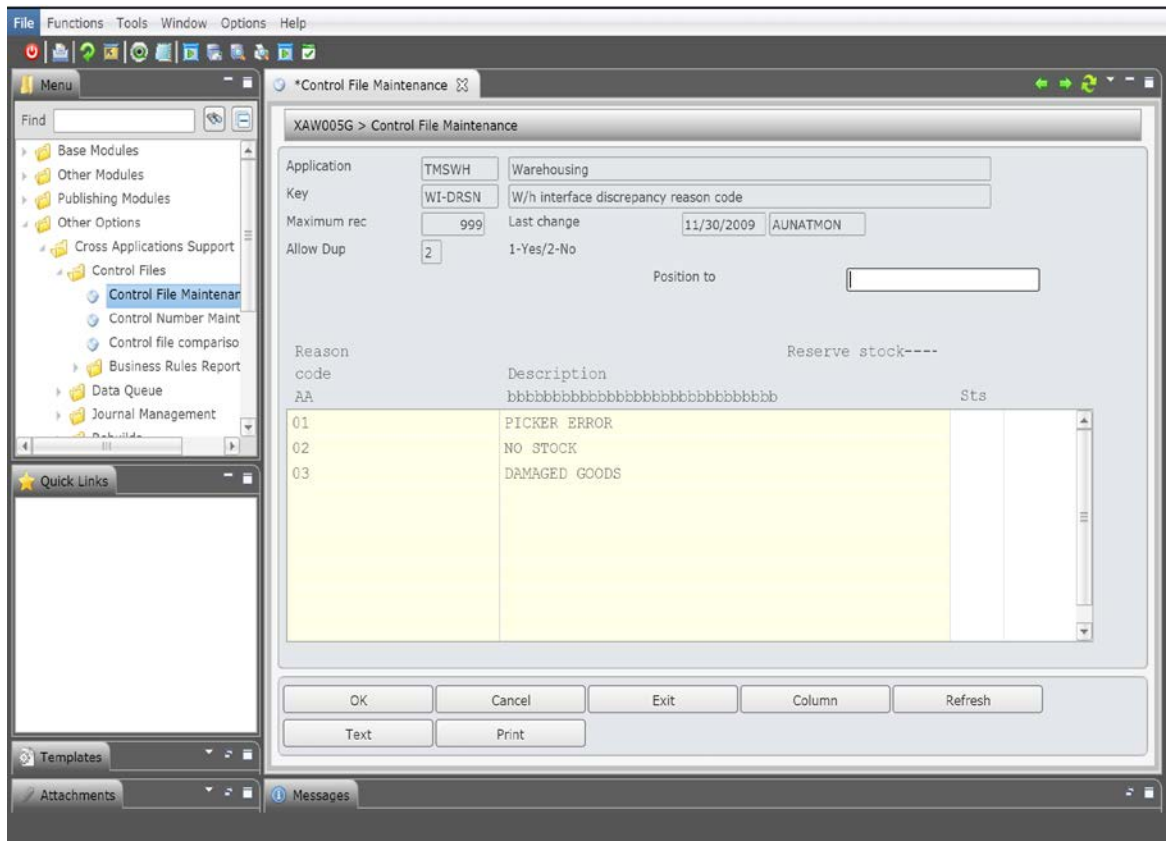 File Functions Tools Window Options Help
Menu
Find
Base Modules
Other Modules
Publishing Modules
Other Options
Cross Applications Support
Control Files
Control File Maintenar
Control Number Maint
Control file compariso
Business Rules Report
Data Queue
Journal Management
Quick Links
Templates
Attachments
*Control File Maintenance
XAW005G > Control File Maintenance
Application TMSWH Warehousing
Key WI-DRSN W/h interface discrepancy reason code
Maximum rec 999 Last change 11/30/2009 AUNATMON
Allow Dup 2 1-Yes/2-No
Position to
Reason Reserve stock----
code Description
AA bbbbbbbbbbbbbbbbbbbbbbbbbbbbbb Sts
01 PICKER ERROR
02 NO STOCK
03 DAMAGED GOODS
OK Cancel Exit Column Refresh
Text Print
Messages